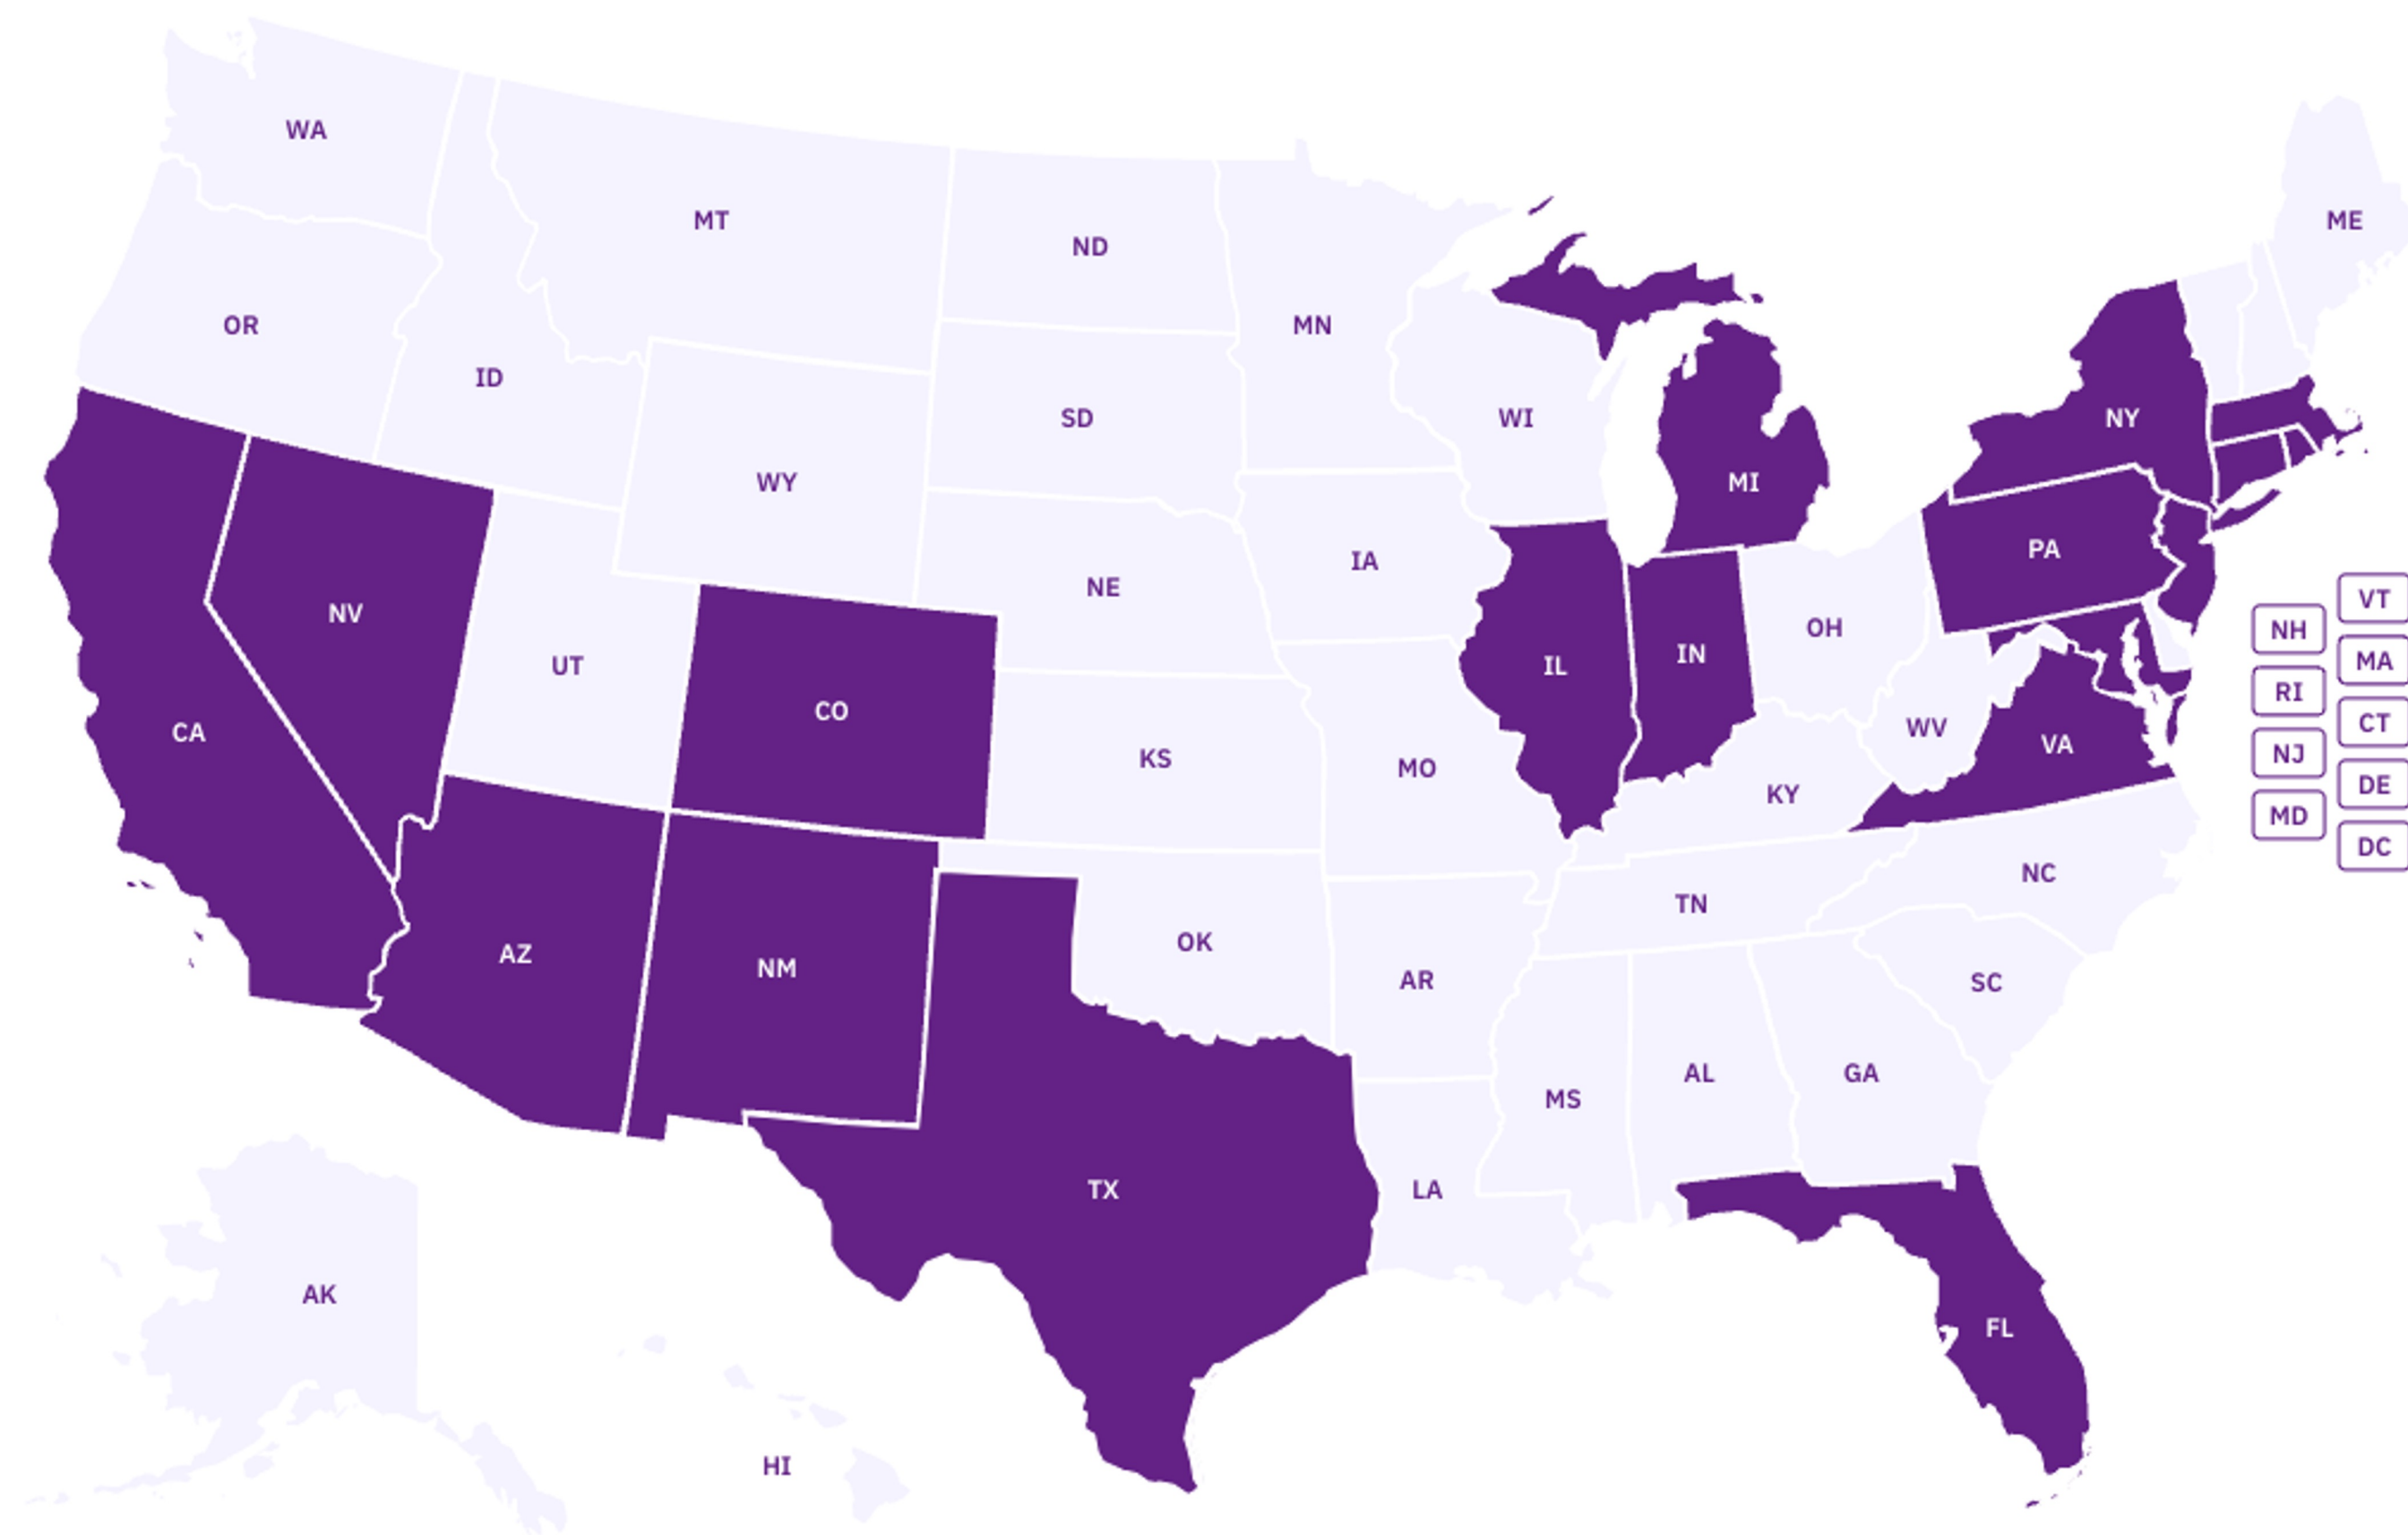 WA
MT
ND
ME
OR
MN
ID
SD
WI
NY
WY
MI
PA
IA
NE
VT
NV
NH
OH
IN
MA
UT
IL
RI
CO
CT
WV
CA
VA
NJ
KS
MO
DE
KY
MD
DC
NC
TN
OK
AZ
NM
AR
SC
AL
GA
MS
TX
LA
AK
FL
HI